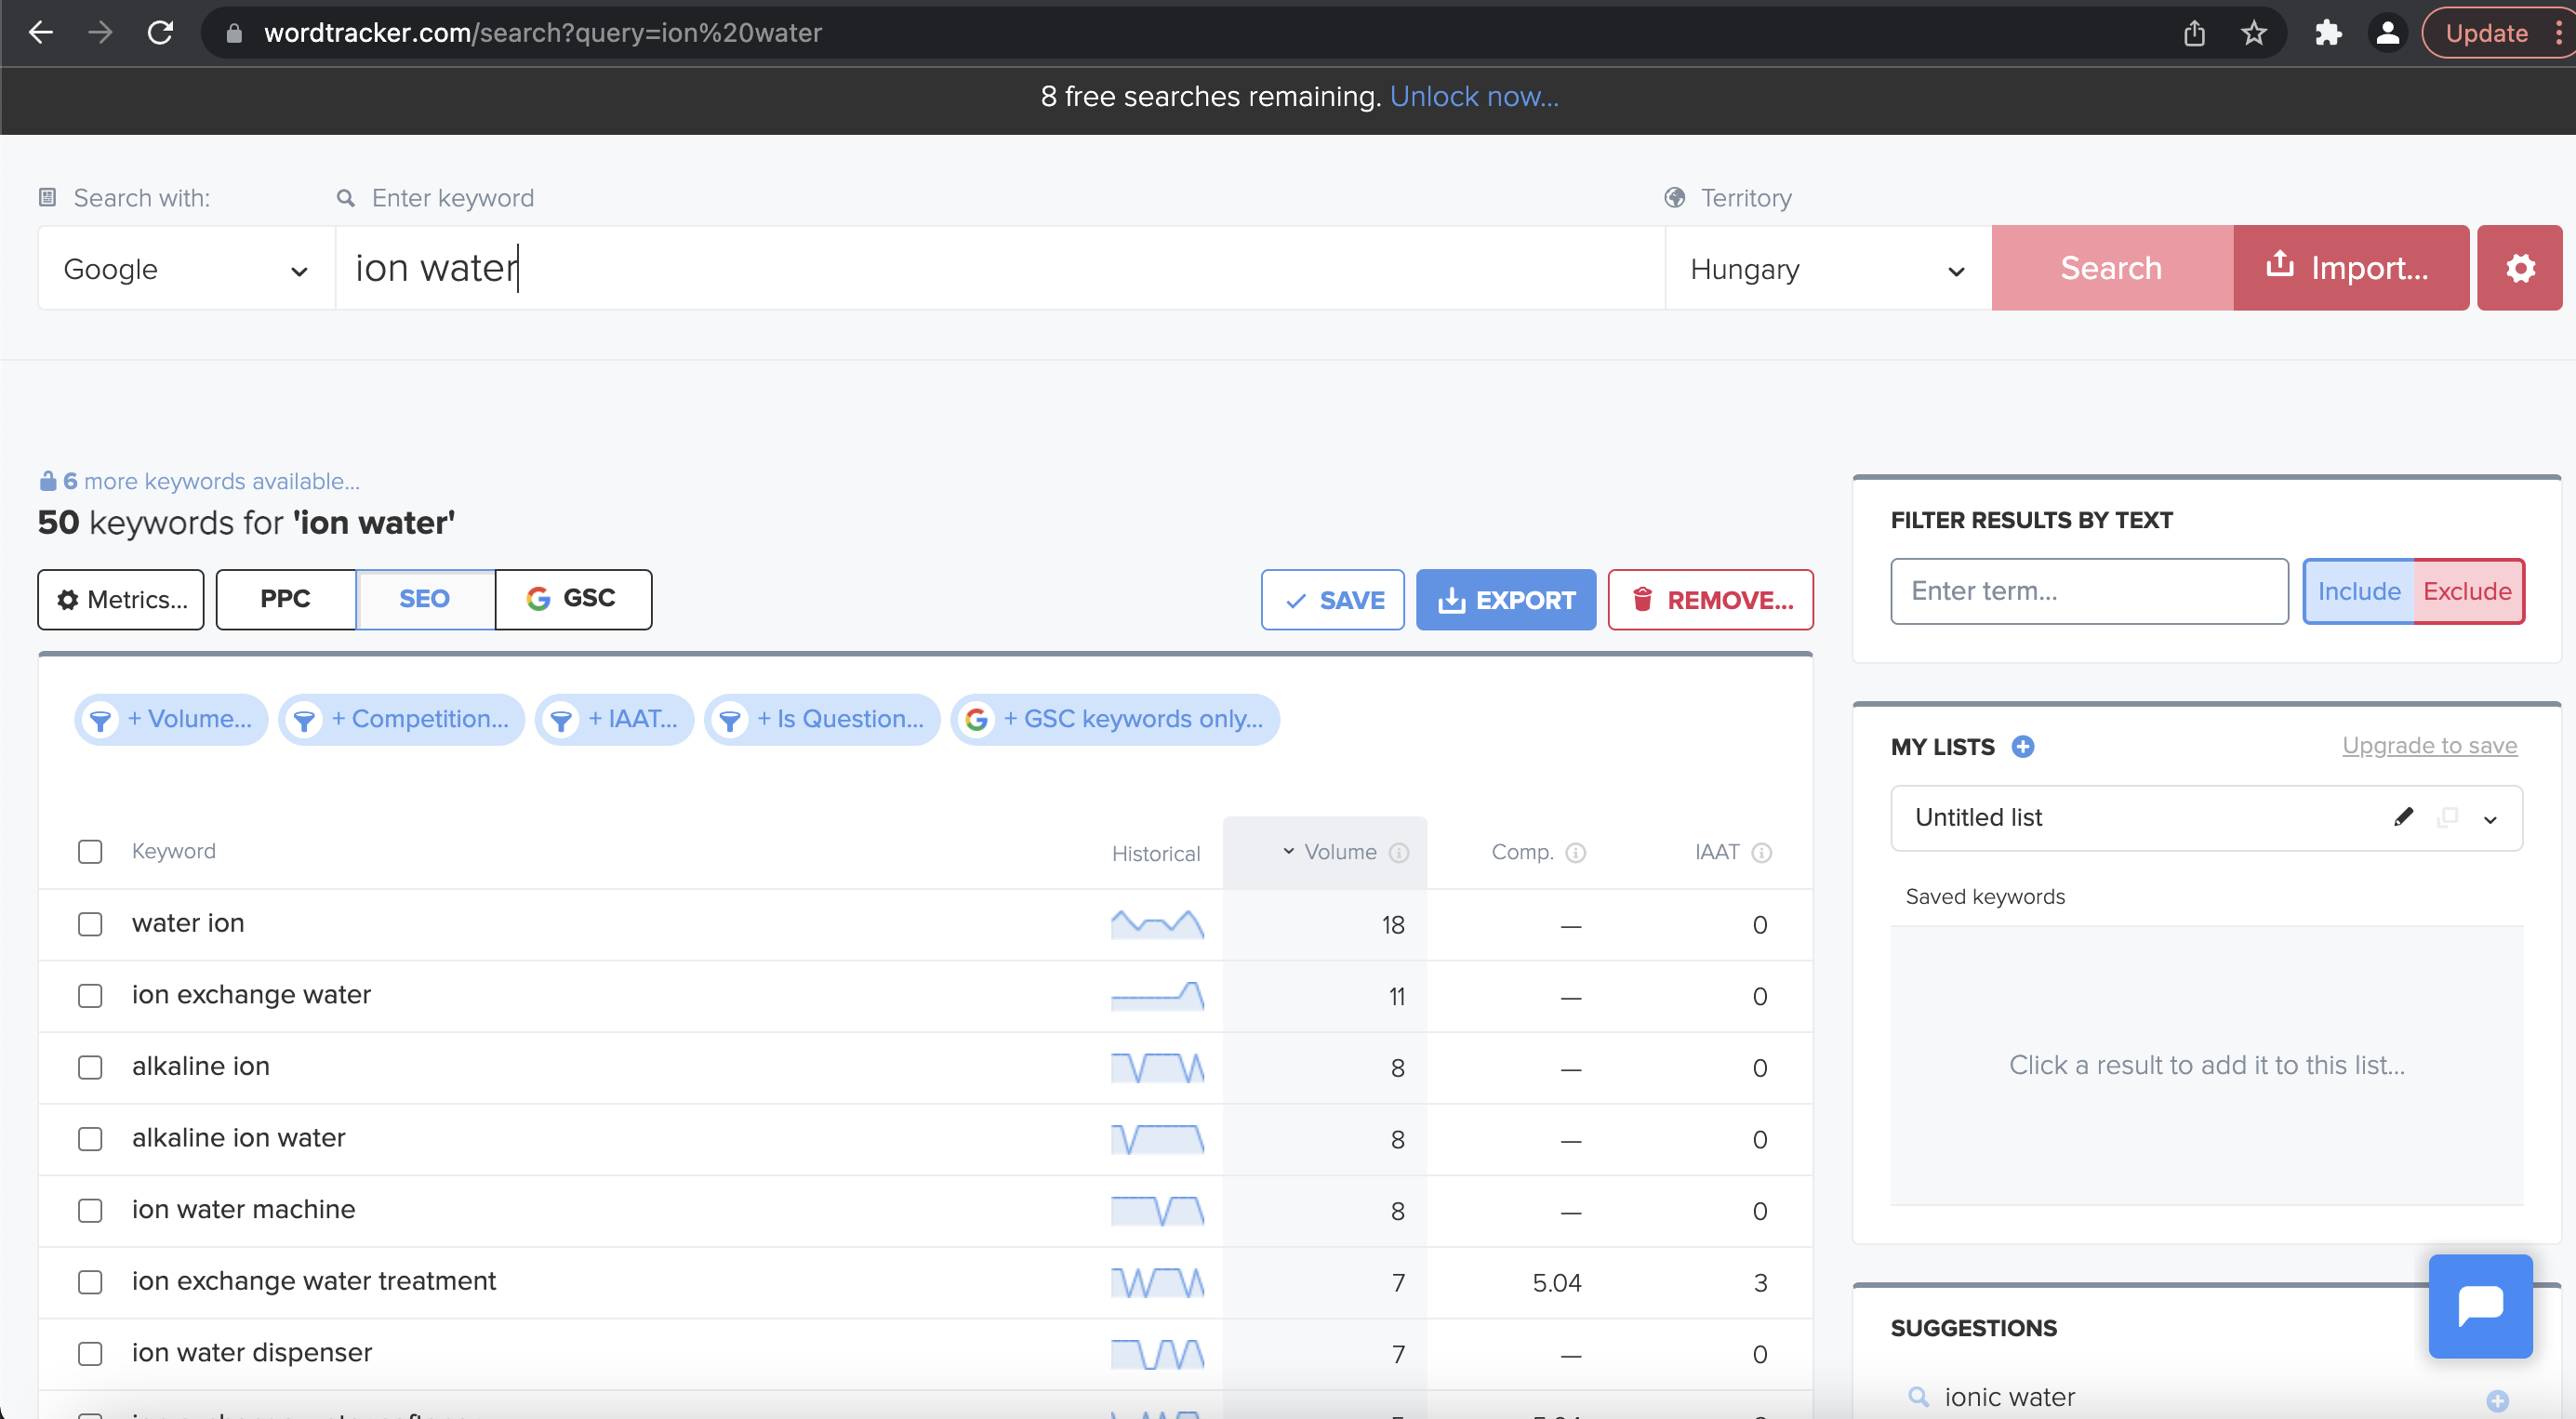 wordtracker.com/search?query=ion%20water
Update
8 free searches remaining. Unlock now...
Search with:
Enter keyword
Territory
Google
ion water
Hungary
Search
Import...
6 more keywords available...
50 keywords for 'ion water'
Metrics...
PPC
SEO
GSC
SAVE
EXPORT
REMOVE...
+ Volume...
+ Competition...
+ IAAT...
+ Is Question...
+ GSC keywords only...
Keyword Historical Volume Comp. IAAT
water ion 18 — 0
ion exchange water 11 — 0
alkaline ion 8 — 0
alkaline ion water 8 — 0
ion water machine 8 — 0
ion exchange water treatment 7 5.04 3
ion water dispenser 7 — 0
FILTER RESULTS BY TEXT
Enter term...
Include
Exclude
MY LISTS
Upgrade to save
Untitled list
Saved keywords
Click a result to add it to this list...
SUGGESTIONS
ionic water